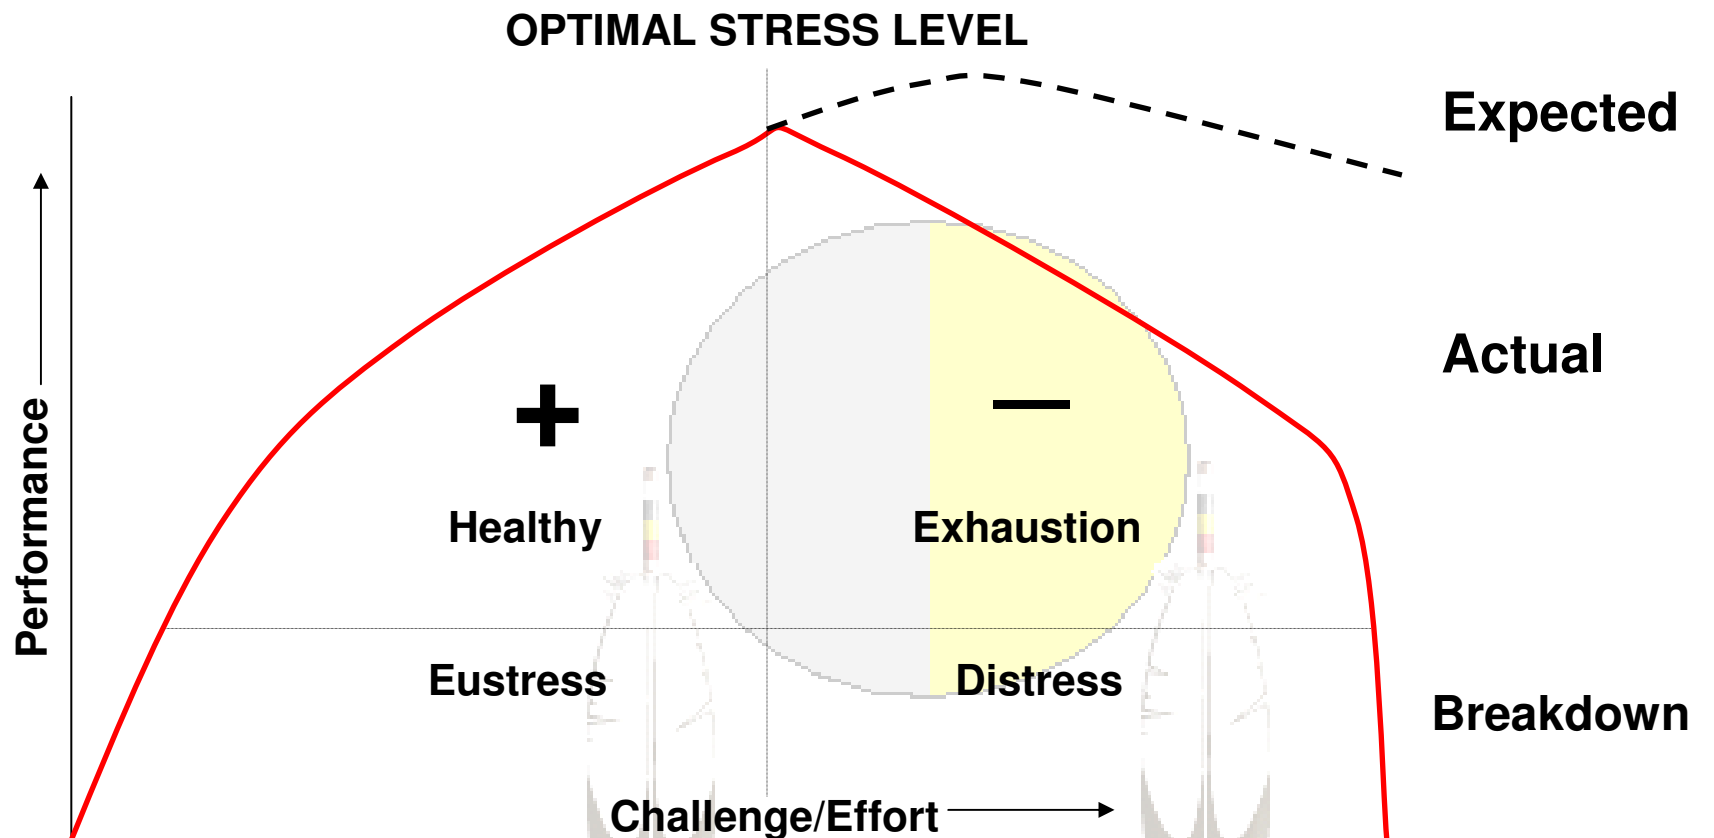 OPTIMAL STRESS LEVEL
Expected
Actual
Performance
+
—
Healthy
Exhaustion
Eustress
Distress
Breakdown
Challenge/Effort